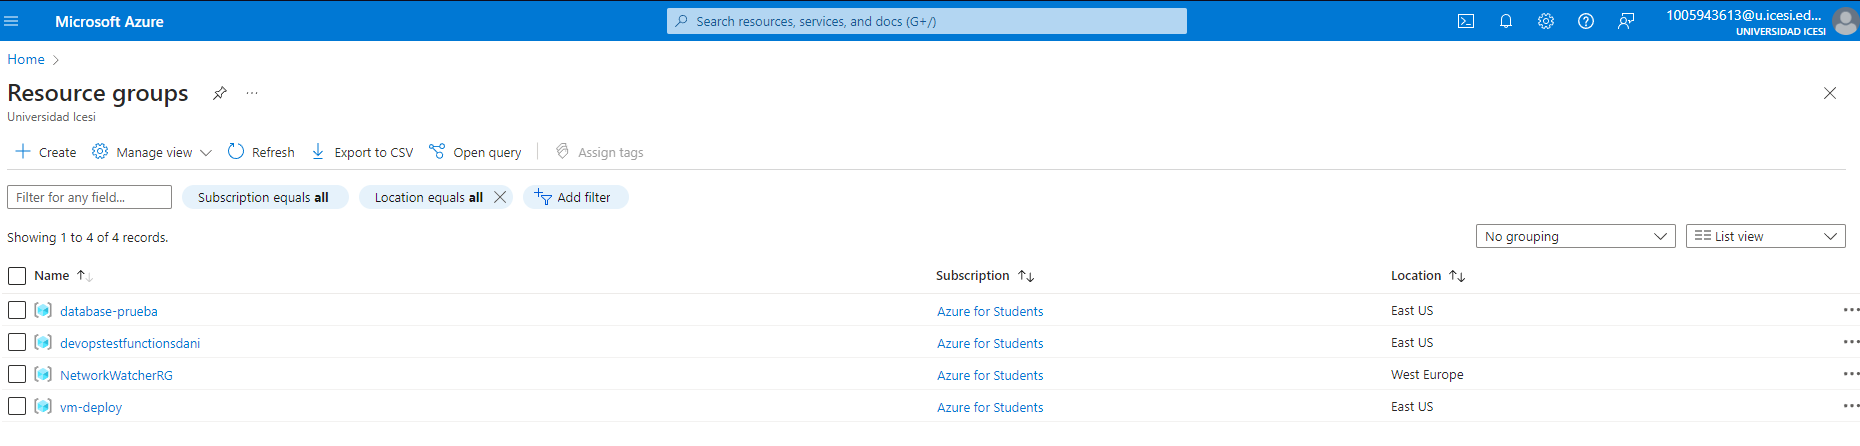 Microsoft Azure
Search resources, services, and docs (G+/)
1005943613@u.icesi.ed...
UNIVERSIDAD ICESI
Home
Resource groups
Universidad Icesi
Create Manage view Refresh Export to CSV Open query Assign tags
Filter for any field... Subscription equals all Location equals all Add filter
Showing 1 to 4 of 4 records. No grouping List view
Name Subscription Location
database-prueba Azure for Students East US
devopstestfunctionsdani Azure for Students East US
NetworkWatcherRG Azure for Students West Europe
vm-deploy Azure for Students East US